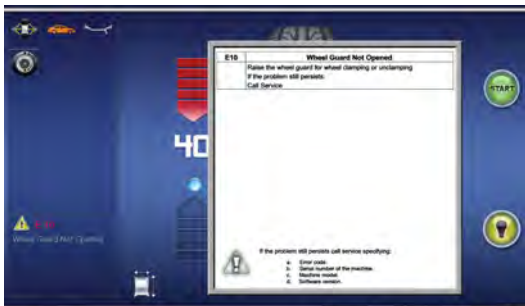 E10 Wheel Guard Not Opened
Raise the wheel guard for wheel clamping or unclamping
If the problem still persists:
Call Service
START
40
Wheel Guard Not Opened
If the problem still persists call service specifying:
a. Error code.
b. Serial number of the machine.
c. Machine model.
d. Software version.